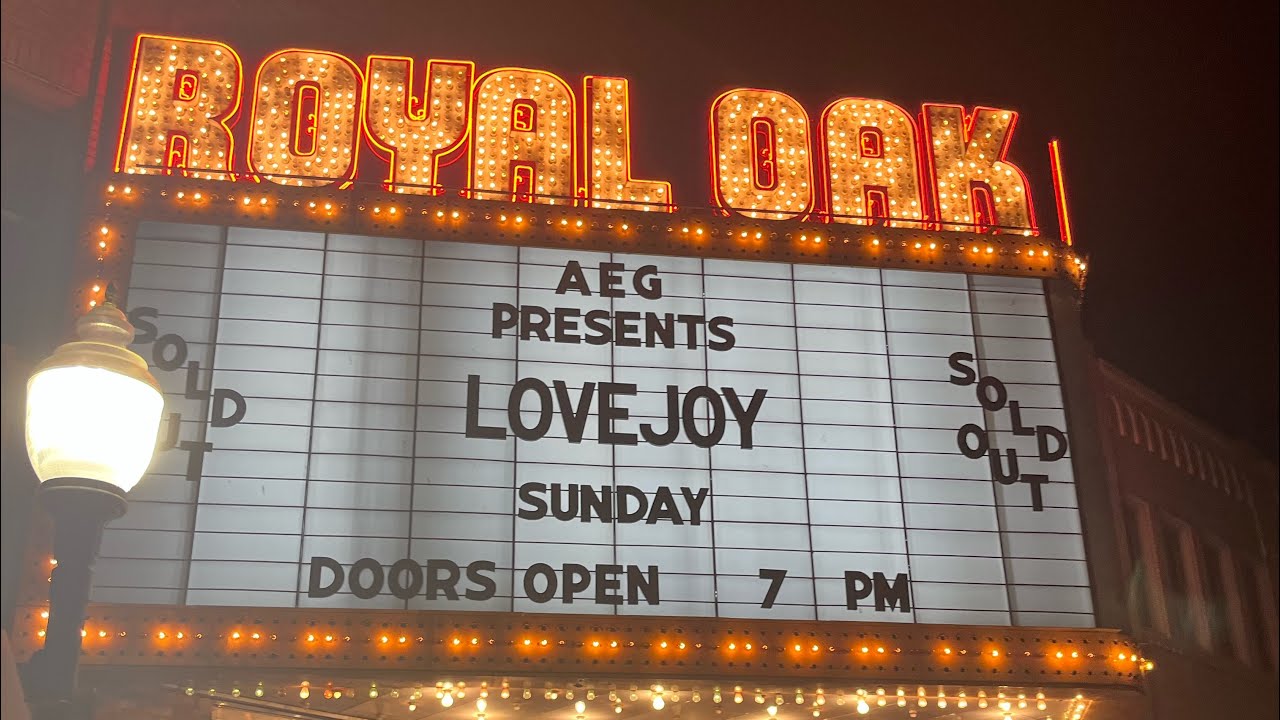 ROYAL OAK
AEG
PRESENTS
LOVEJOY
SUNDAY
DOORS OPEN 7 PM
SOLD
OUT
SOLD
OUT